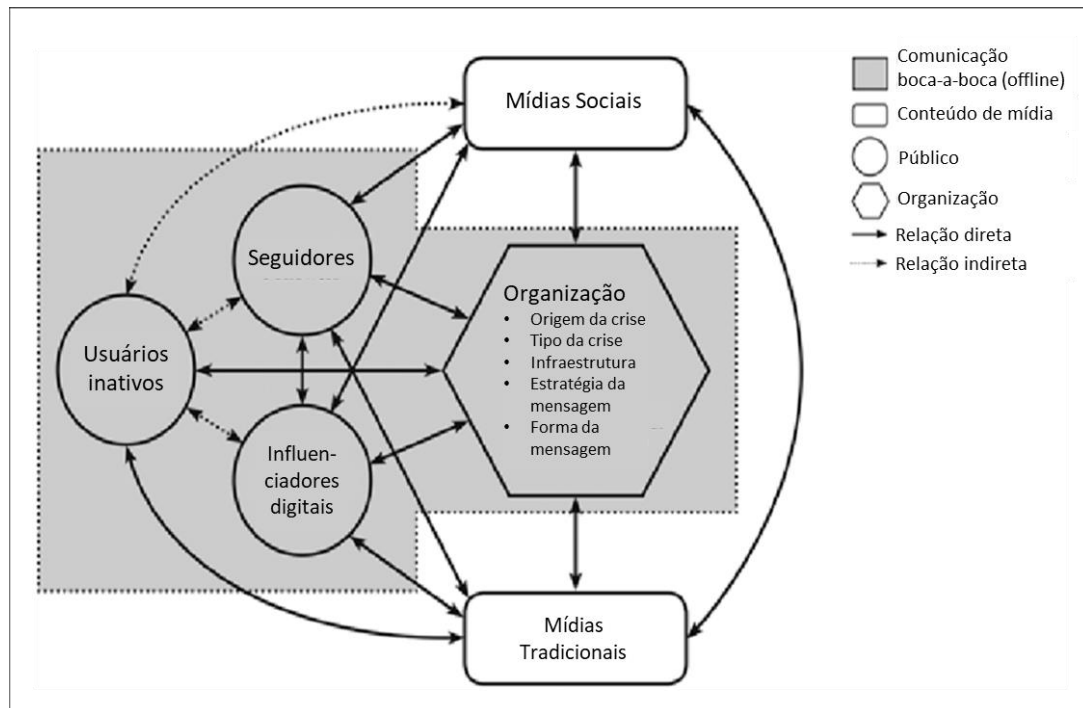 Mídias Sociais
Seguidores
Usuários
inativos
Influen-
ciadores
digitais
Organização
• Origem da crise
• Tipo da crise
• Infraestrutura
• Estratégia da
mensagem
• Forma da
mensagem
Mídias
Tradicionais
Comunicação
boca-a-boca (offline)
Conteúdo de mídia
Público
Organização
Relação direta
Relação indireta